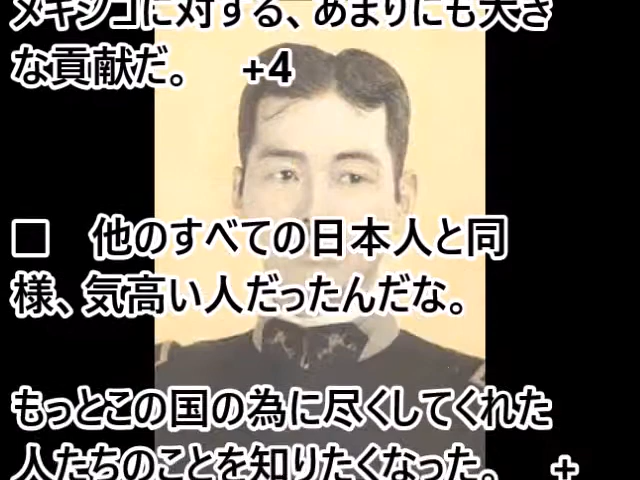 メキシコに対する、あまりにも大き
な貢献だ。　+4
■　他のすべての日本人と同
様、気高い人だったんだな。
もっとこの国の為に尽くしてくれた
人たちのことを知りたくなった。　+